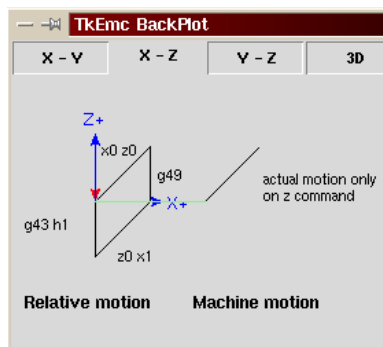 TkEmc BackPlot
X - Y
X - Z
Y - Z
3D
Z+
x0 z0
g49
X+
actual motion only
on z command
g43 h1
z0 x1
Relative motion
Machine motion